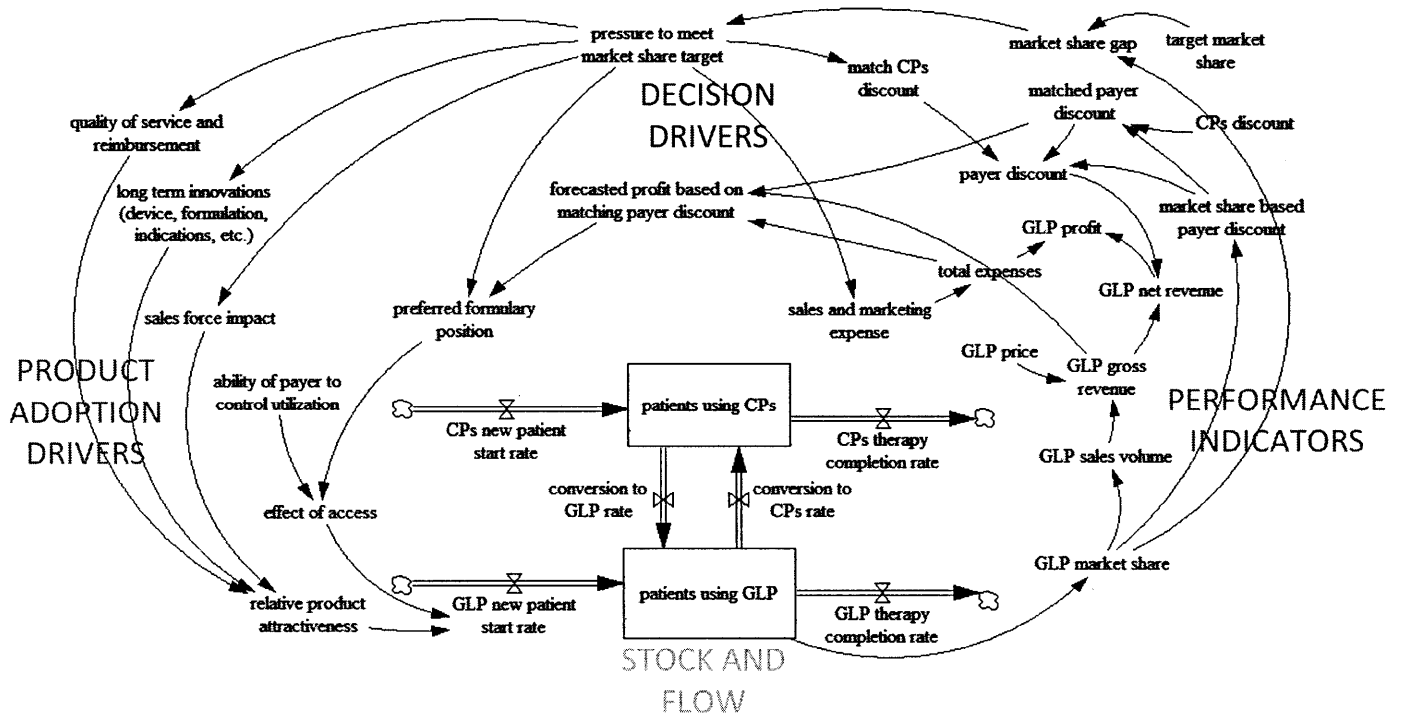 pressure to meet
market share target
market share gap
target market
share
match CPs
discount
DECISION
DRIVERS
matched payer
discount
CPs discount
quality of service and
reimbursement
payer discount
long term innovations
(device, formulation,
indications, etc.)
forecasted profit based on
matching payer discount
market share based
payer discount
GLP profit
total expenses
GLP net revenue
sales force impact
preferred formulary
position
sales and marketing
expense
GLP price
GLP gross
revenue
PRODUCT
ADOPTION
DRIVERS
ability of payer to
control utilization
patients using CPs
PERFORMANCE
INDICATORS
CPs new patient
start rate
CPs therapy
completion rate
GLP sales volume
conversion to
GLP rate
conversion to
CPs rate
effect of access
GLP market share
relative product
attractiveness
GLP new patient
start rate
patients using GLP
GLP therapy
completion rate
STOCK AND
FLOW